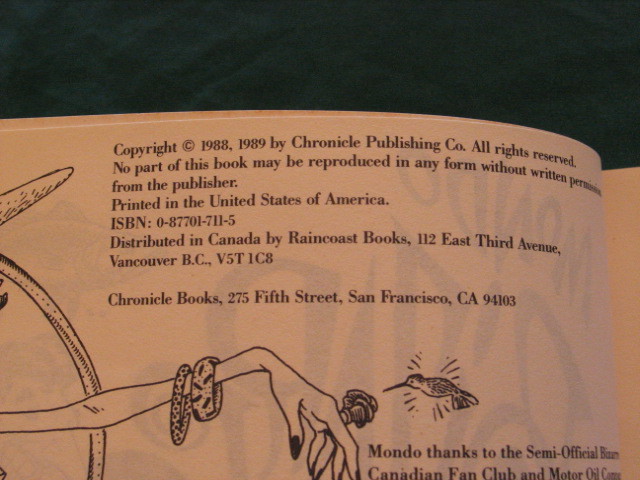 Copyright © 1988, 1989 by Chronicle Publishing Co. All rights reserved.
No part of this book may be reproduced in any form without written permission
from the publisher.
Printed in the United States of America.
ISBN: 0-87701-711-5
Distributed in Canada by Raincoast Books, 112 East Third Avenue,
Vancouver B.C., V5T 1C8
Chronicle Books, 275 Fifth Street, San Francisco, CA 94103
Mondo thanks to the Semi-Official
Canadian Fan Club and Motor Oil